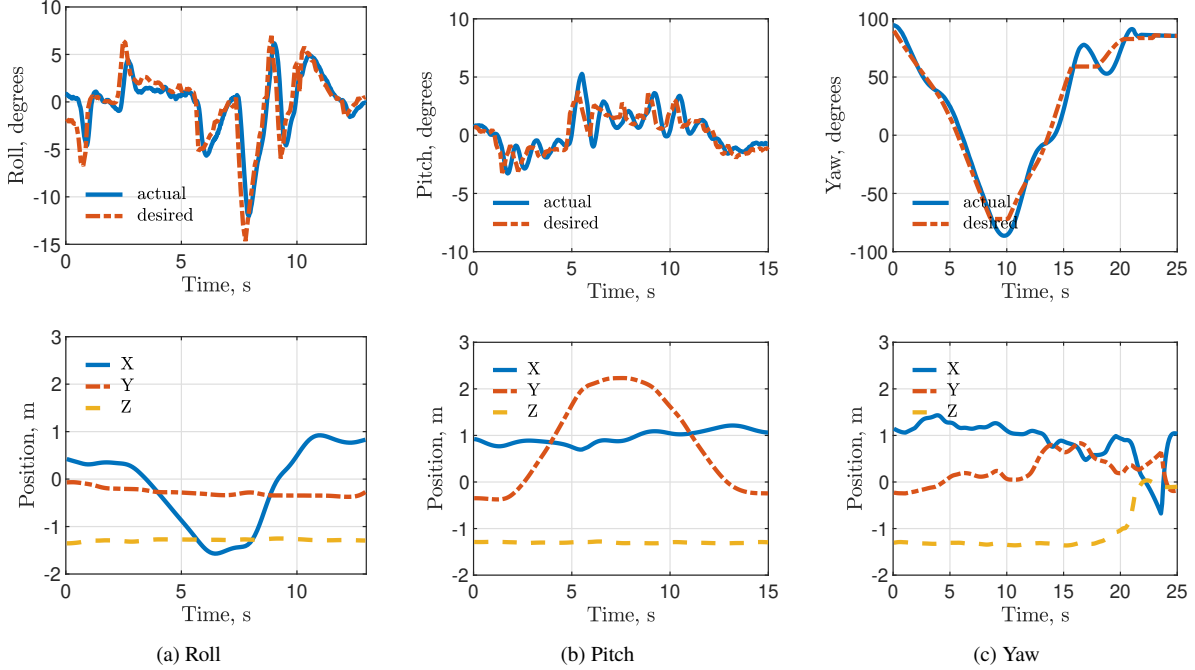 10
5
0
-5
-10
-15
Roll, degrees
actual
desired
0
5
10
Time, s
10
5
0
-5
-10
Pitch, degrees
actual
desired
0
5
10
15
Time, s
100
50
0
-50
-100
Yaw, degrees
actual
desired
0
5
10
15
20
25
Time, s
3
2
1
0
-1
-2
Position, m
X
Y
Z
0
5
10
Time, s
3
2
1
0
-1
-2
Position, m
X
Y
Z
0
5
10
15
Time, s
3
2
1
0
-1
-2
Position, m
X
Y
Z
0
5
10
15
20
25
Time, s
(a) Roll
(b) Pitch
(c) Yaw